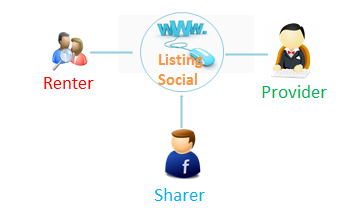 www.
Listing
Social
Renter
Provider
f
Sharer